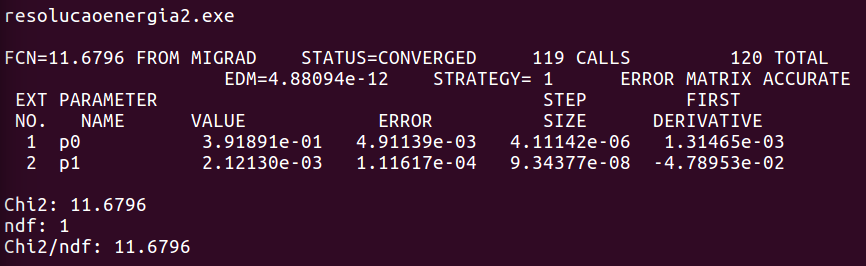 resolucaoenergia2.exe
FCN=11.6796 FROM MIGRAD    STATUS=CONVERGED     119 CALLS         120 TOTAL
EDM=4.88094e-12    STRATEGY= 1      ERROR MATRIX ACCURATE
EXT PARAMETER                                   STEP         FIRST
NO.   NAME      VALUE            ERROR          SIZE      DERIVATIVE
1  p0           3.91891e-01   4.91139e-03   4.11142e-06   1.31465e-03
2  p1           2.12130e-03   1.11617e-04   9.34377e-08  -4.78953e-02
Chi2: 11.6796
ndf: 1
Chi2/ndf: 11.6796